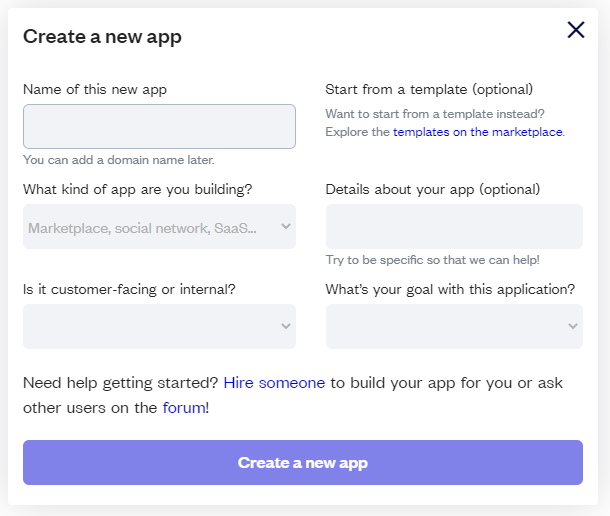 Create a new app
Name of this new app
You can add a domain name later.
Start from a template (optional)
Want to start from a template instead?
Explore the templates on the marketplace.
What kind of app are you building?
Marketplace, social network, SaaS...
Details about your app (optional)
Try to be specific so that we can help!
Is it customer-facing or internal?
What's your goal with this application?
Need help getting started? Hire someone to build your app for you or ask
other users on the forum!
Create a new app